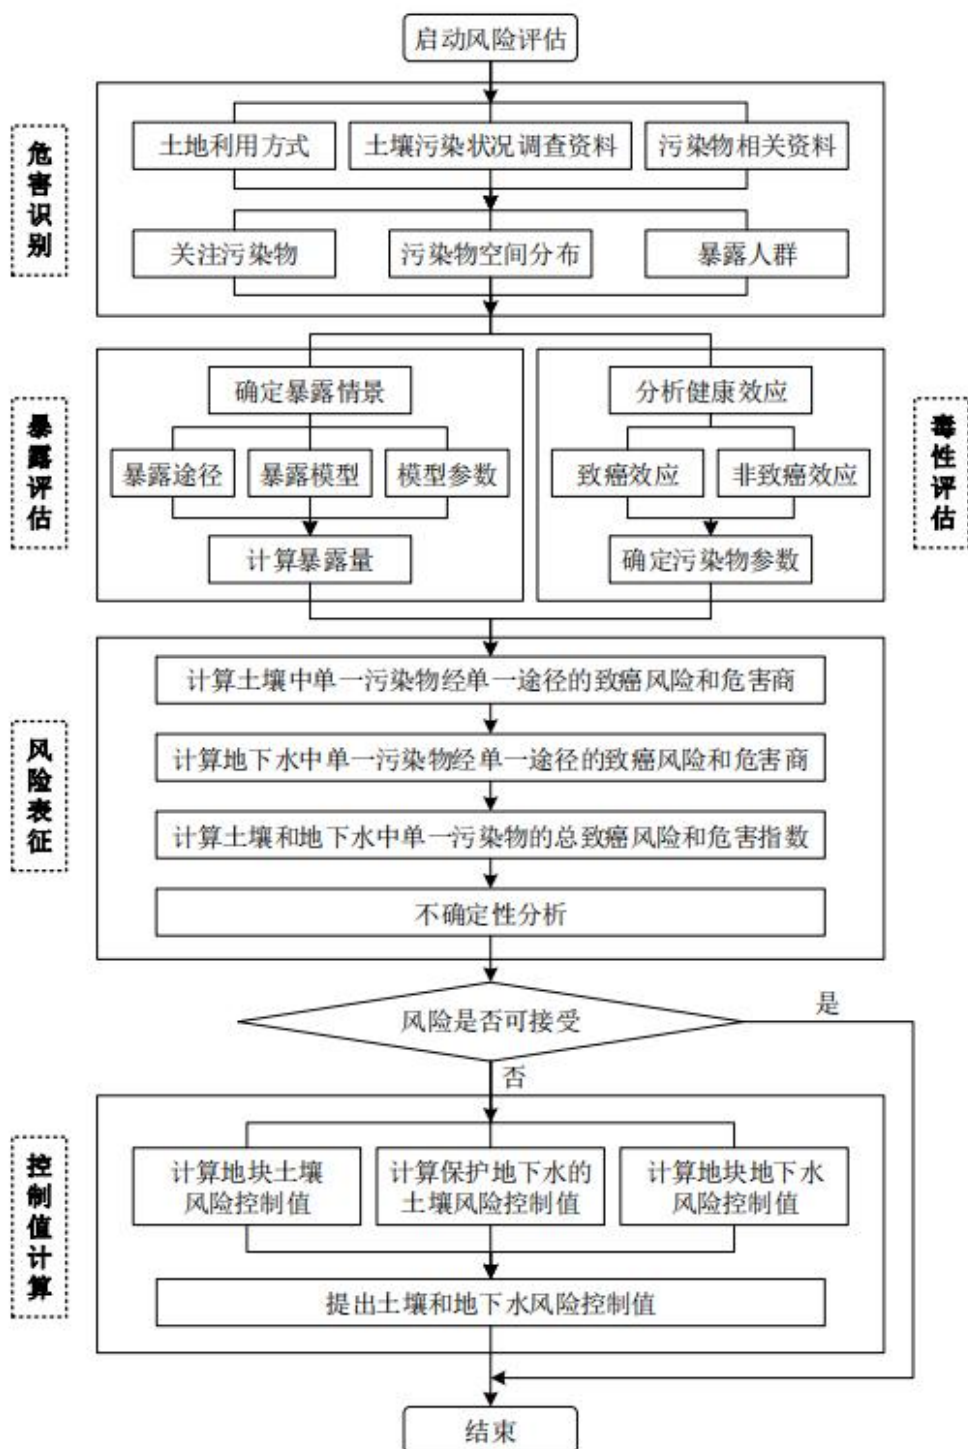 启动风险评估
危害识别
土地利用方式
土壤污染状况调查资料
污染物相关资料
关注污染物
污染物空间分布
暴露人群
暴露评估
确定暴露情景
暴露途径
暴露模型
模型参数
计算暴露量
分析健康效应
致癌效应
非致癌效应
确定污染物参数
毒性评估
风险表征
计算土壤中单一污染物经单一途径的致癌风险和危害商
计算地下水中单一污染物经单一途径的致癌风险和危害商
计算土壤和地下水中单一污染物的总致癌风险和危害指数
不确定性分析
风险是否可接受
是
否
控制值计算
计算地块土壤
风险控制值
计算保护地下水的
土壤风险控制值
计算地块地下水
风险控制值
提出土壤和地下水风险控制值
结束